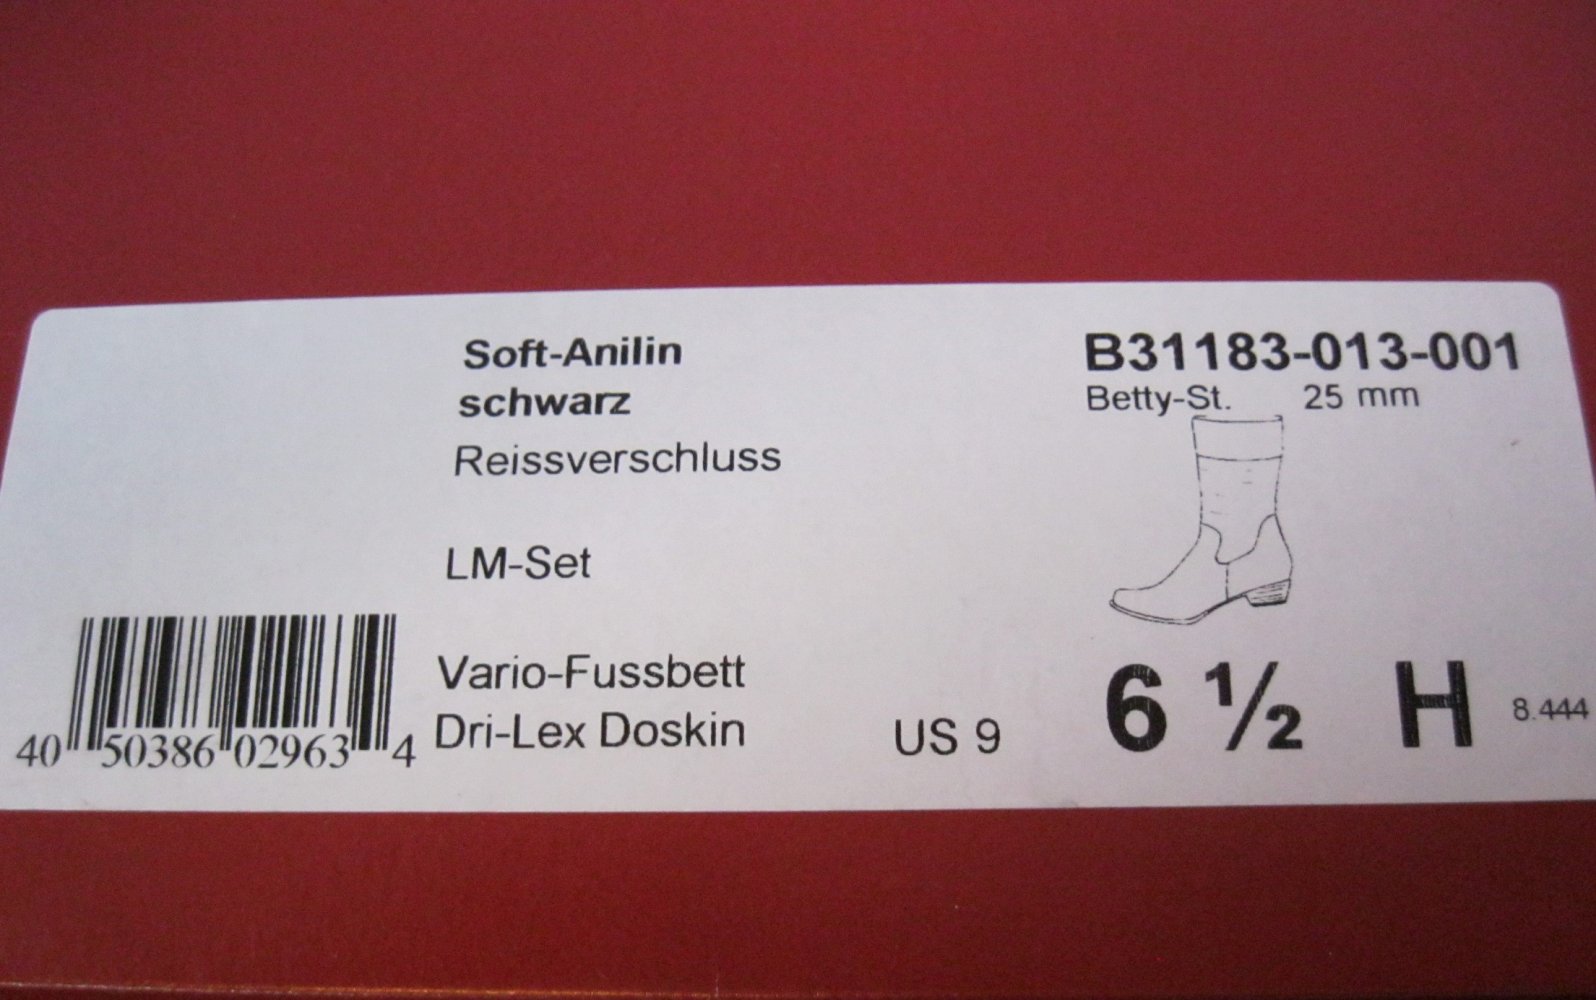 Soft-Anilin
schwarz
Reissverschluss
LM-Set
Vario-Fussbett
Dri-Lex Doskin
40 50386 02963 4
B31183-013-001
Betty-St. 25 mm
US 9 6 ½ H 8.444